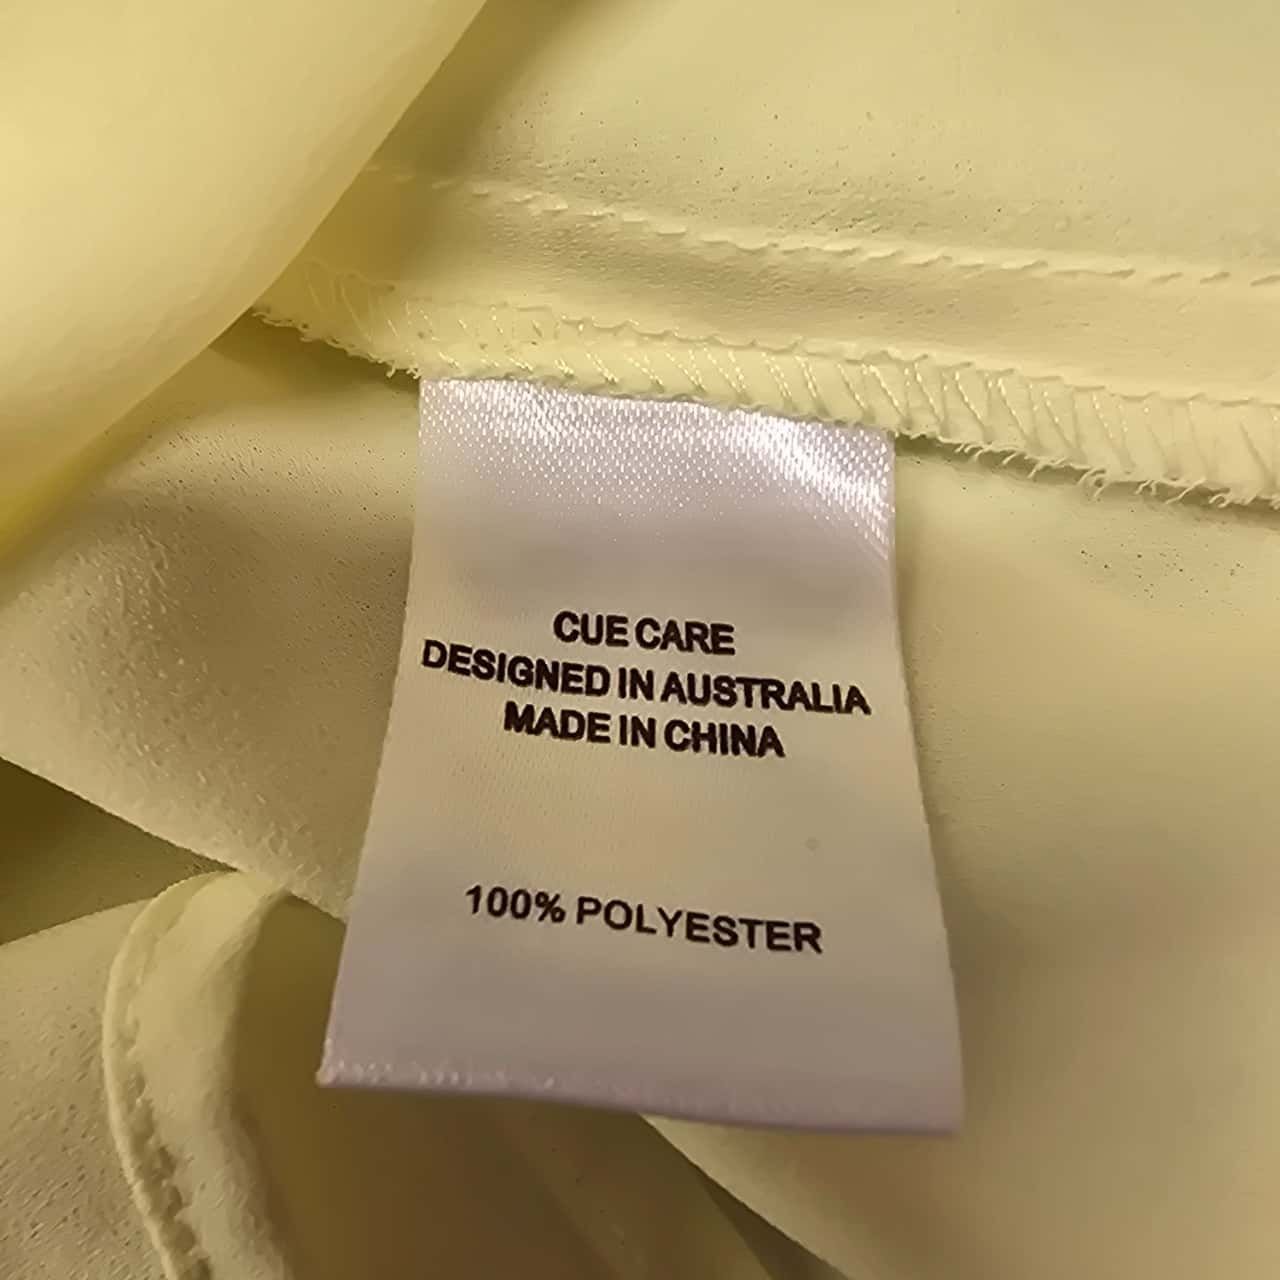 CUE CARE
DESIGNED IN AUSTRALIA
MADE IN CHINA
100% POLYESTER